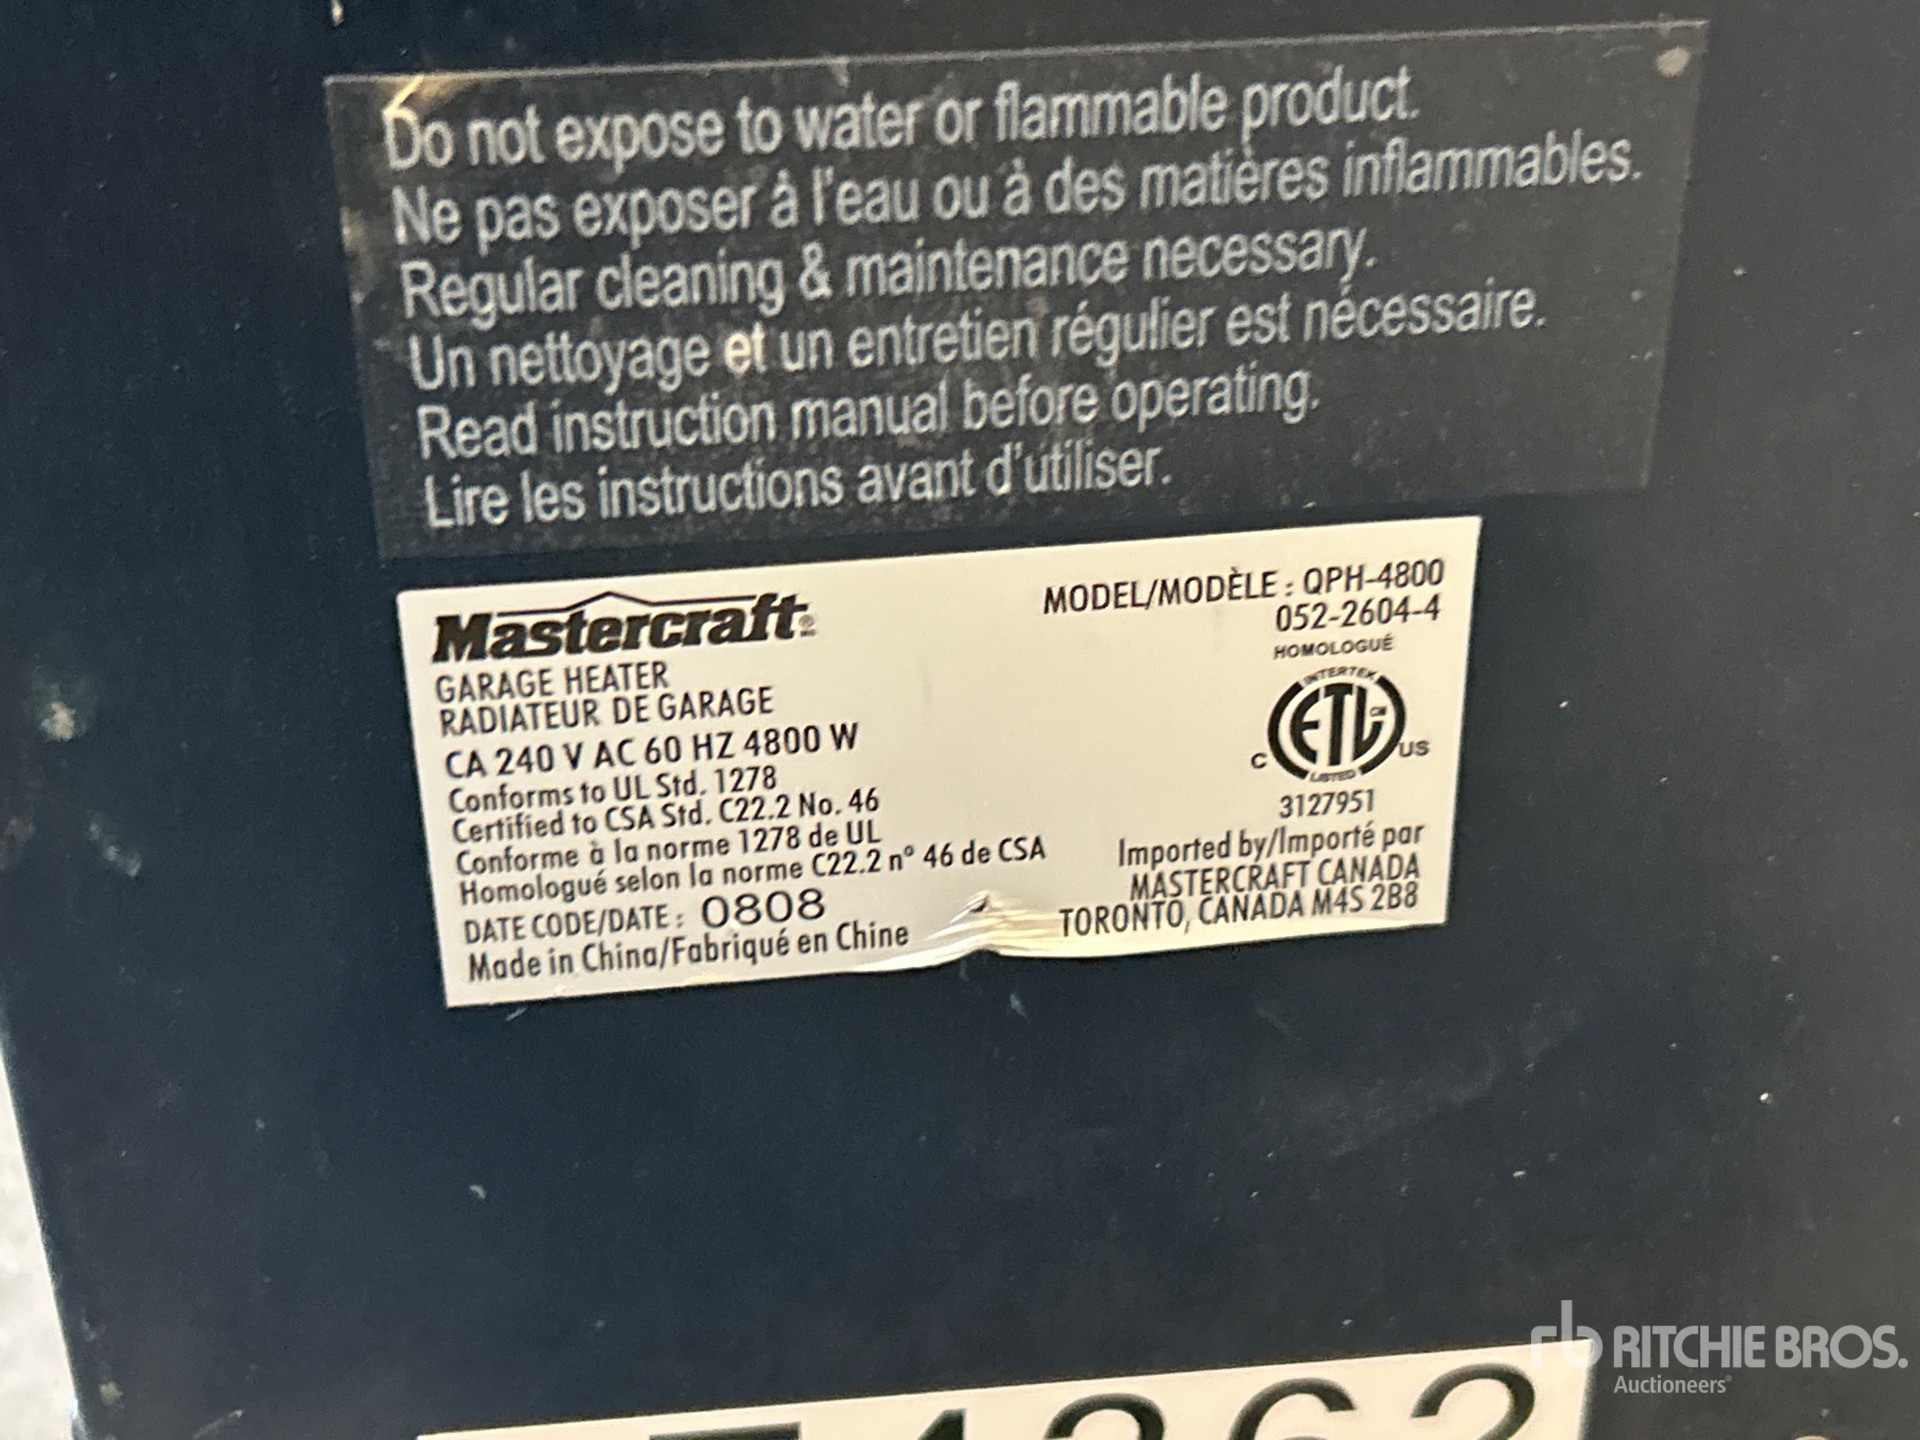 Do not expose to water or flammable product.
Ne pas exposer à l'eau ou à des matières inflammables.
Regular cleaning & maintenance necessary.
Un nettoyage et un entretien régulier est nécessaire.
Read instruction manual before operating.
Lire les instructions avant d'utiliser.
Mastercraft®
GARAGE HEATER
RADIATEUR DE GARAGE
CA 240 V AC 60 HZ 4800 W
Conforms to UL Std. 1278
Certified to CSA Std. C22.2 No. 46
Conforme à la norme 1278 de UL
Homologué selon la norme C22.2 n° 46 de CSA
DATE CODE/DATE : 0808
Made in China/Fabriqué en Chine
MODEL/MODÈLE : QPH-4800
052-2604-4
HOMOLOGUÉ
INTERTEK
ETL CM
C US
LISTED
3127951
Imported by/Importé par
MASTERCRAFT CANADA
TORONTO, CANADA M4S 2B8
rb RITCHIE BROS.
Auctioneers